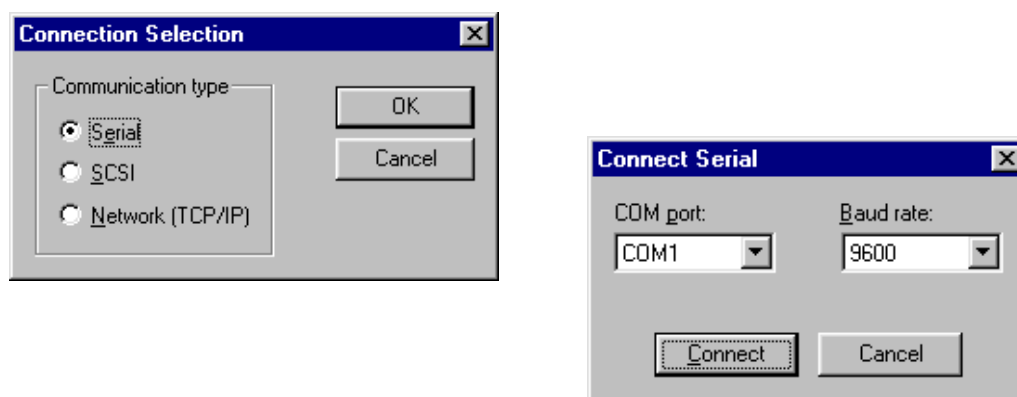 Connection Selection
Communication type
Serial
SCSI
Network (TCP/IP)
OK
Cancel
Connect Serial
COM port:
Baud rate:
COM1
9600
Connect
Cancel